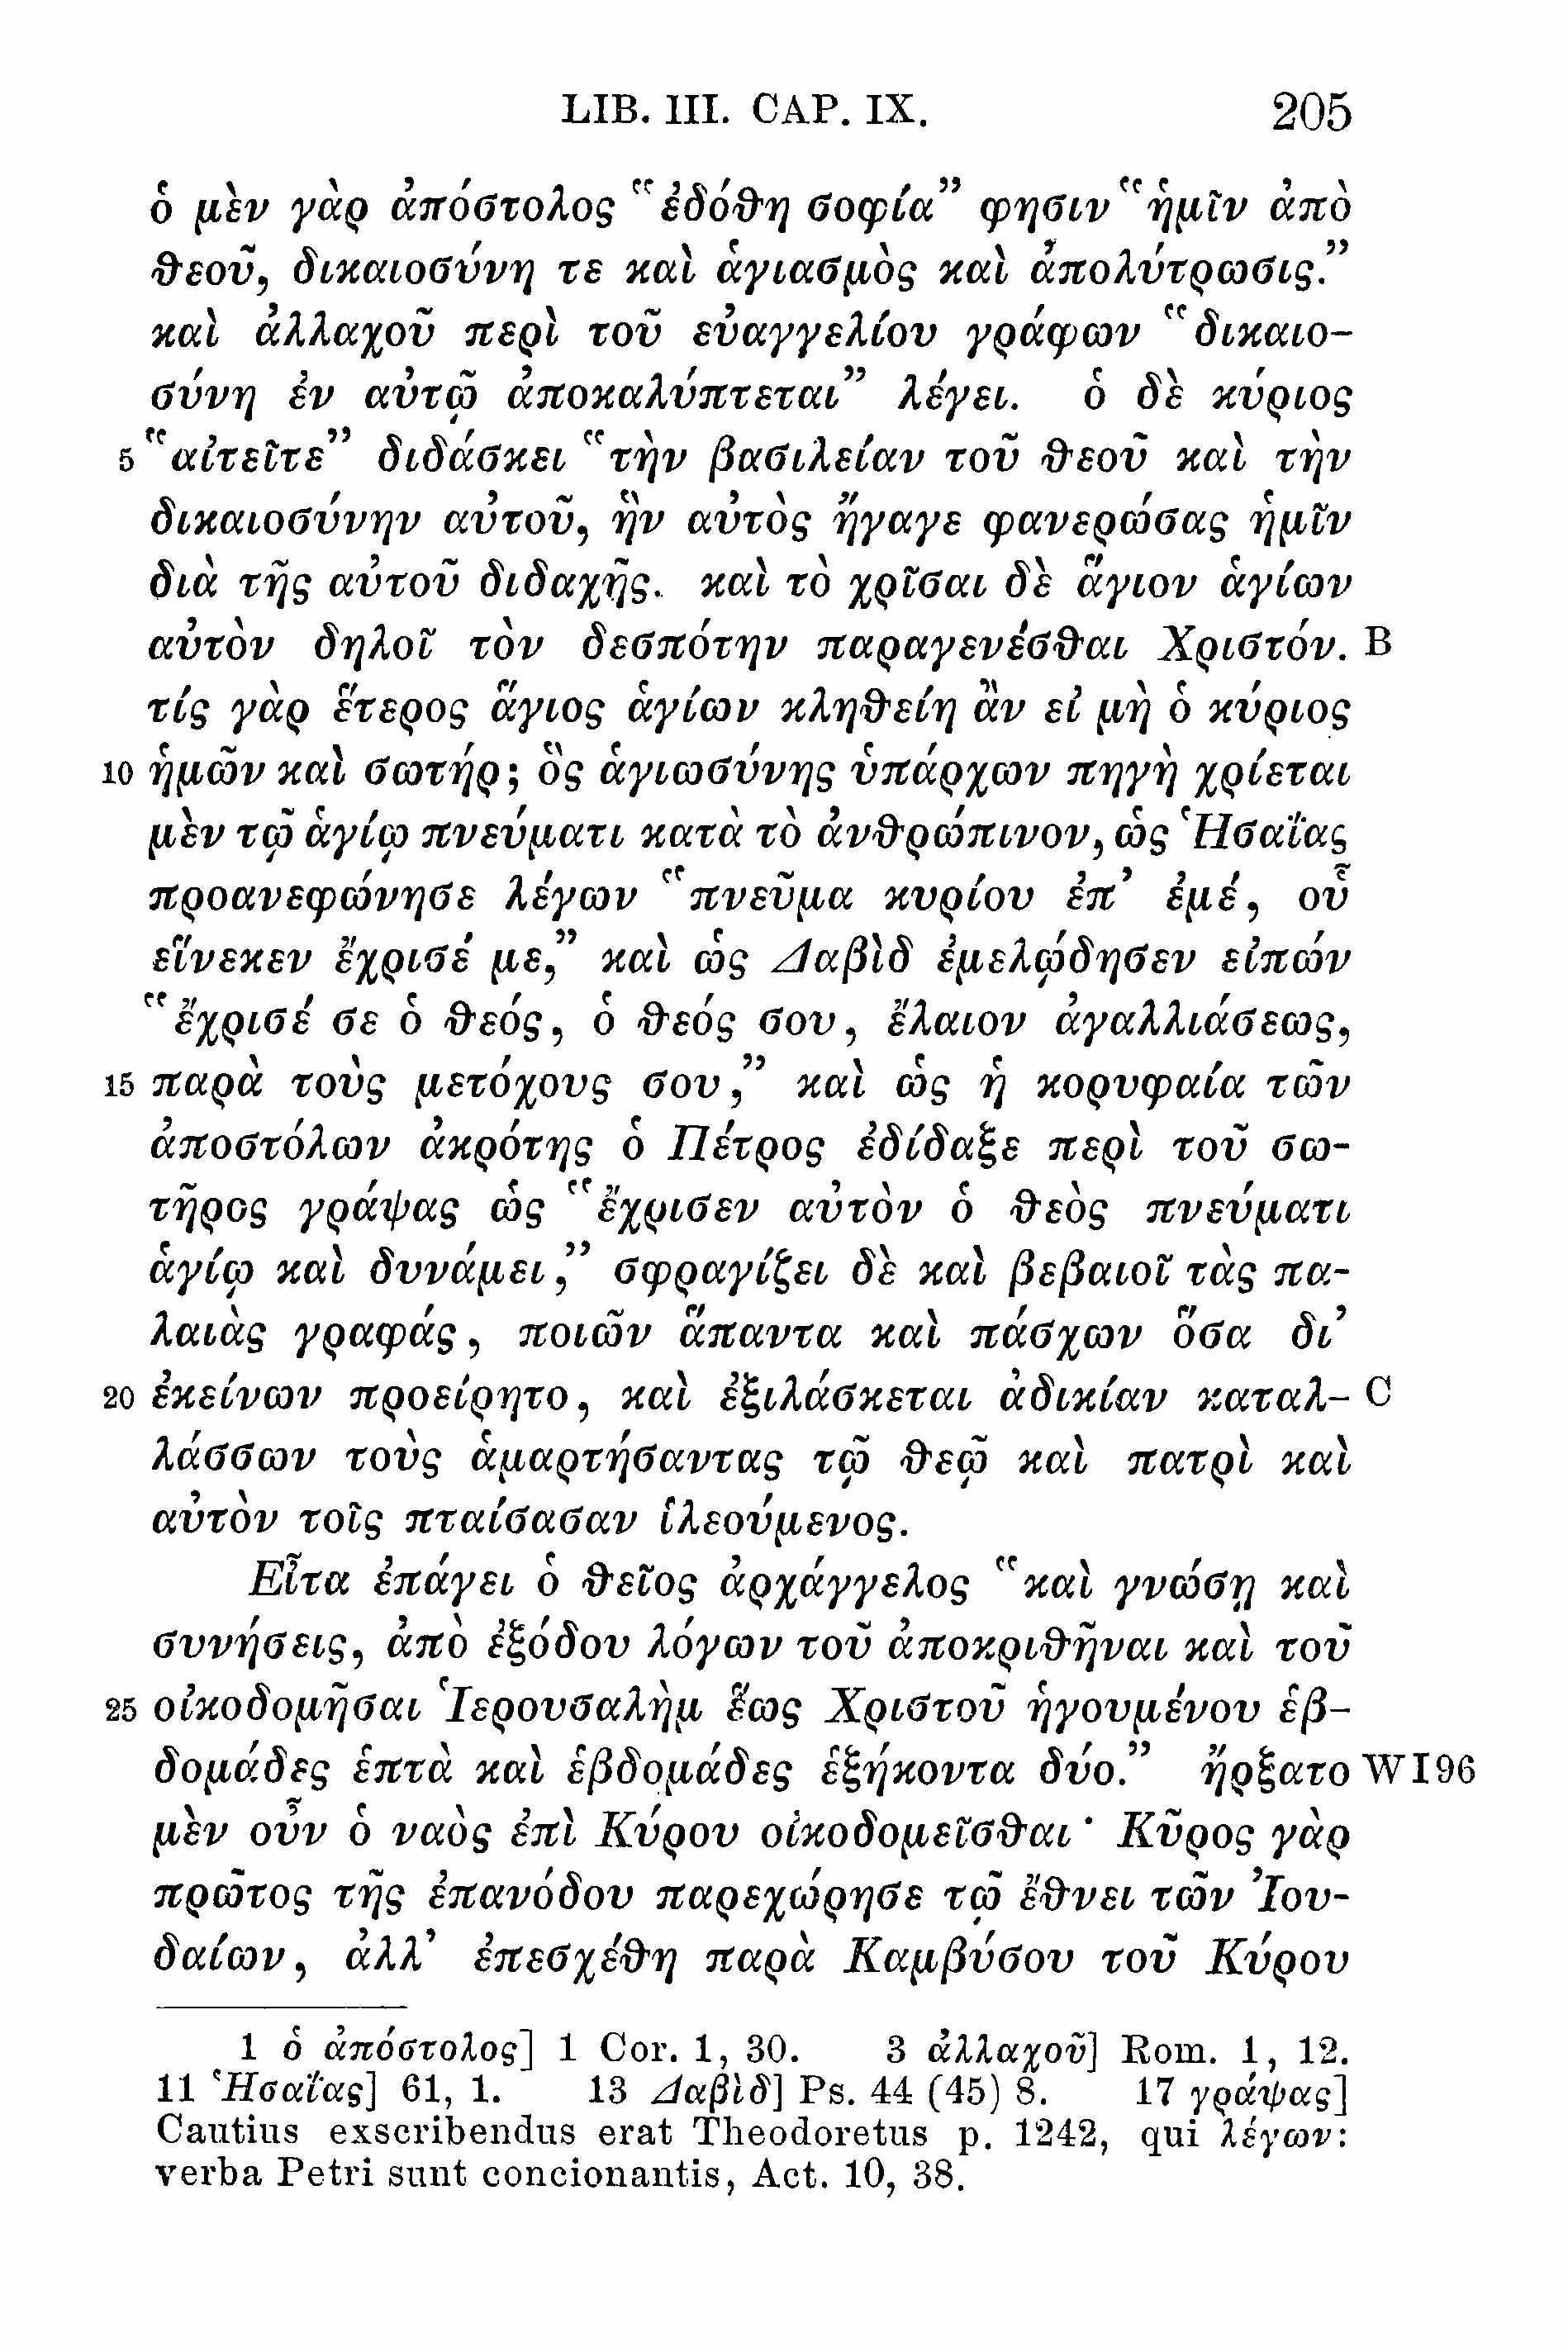 LIB. III. CAP. IX. 205
ὁ μὲν γὰρ ἀπόστολος "ἐδόθη σοφία" φησιν "ἡμῖν ἀπὸ
θεοῦ, δικαιοσύνη τε καὶ ἁγιασμὸς καὶ ἀπολύτρωσις."
καὶ ἀλλαχοῦ περὶ τοῦ εὐαγγελίου γράφων "δικαιο-
σύνη ἐν αὐτῷ ἀποκαλύπτεται" λέγει. ὁ δὲ κύριος
5 "αἰτεῖτε" διδάσκει "τὴν βασιλείαν τοῦ θεοῦ καὶ τὴν
δικαιοσύνην αὐτοῦ, ἣν αὐτὸς ἤγαγε φανερώσας ἡμῖν
διὰ τῆς αὐτοῦ διδαχῆς. καὶ τὸ χρῖσαι δὲ ἅγιον ἁγίων
αὐτὸν δηλοῖ τὸν δεσπότην παραγενέσθαι Χριστόν. B
τίς γὰρ ἕτερος ἅγιος ἁγίων κληθείη ἂν εἰ μὴ ὁ κύριος
10 ἡμῶν καὶ σωτήρ; ὃς ἁγιωσύνης ὑπάρχων πηγὴ χρίεται
μὲν τῷ ἁγίῳ πνεύματι κατὰ τὸ ἀνθρώπινον, ὡς Ἡσαΐας
προανεφώνησε λέγων "πνεῦμα κυρίου ἐπ' ἐμέ, οὗ
εἵνεκεν ἔχρισέ με," καὶ ὡς Δαβὶδ ἐμελῴδησεν εἰπών
"ἔχρισέ σε ὁ θεός, ὁ θεός σου, ἔλαιον ἀγαλλιάσεως,
15 παρὰ τοὺς μετόχους σου," καὶ ὡς ἡ κορυφαία τῶν
ἀποστόλων ἀκρότης ὁ Πέτρος ἐδίδαξε περὶ τοῦ σω-
τῆρος γράψας ὡς "ἔχρισεν αὐτὸν ὁ θεὸς πνεύματι
ἁγίῳ καὶ δυνάμει," σφραγίζει δὲ καὶ βεβαιοῖ τὰς πα-
λαιὰς γραφάς, ποιῶν ἅπαντα καὶ πάσχων ὅσα δι'
20 ἐκείνων προείρητο, καὶ ἐξιλάσκεται ἀδικίαν καταλ- C
λάσσων τοὺς ἁμαρτήσαντας τῷ θεῷ καὶ πατρὶ καὶ
αὐτὸν τοῖς πταίσασαν ἱλεούμενος.
Εἶτα ἐπάγει ὁ θεῖος ἀρχάγγελος "καὶ γνώσῃ καὶ
συνήσεις, ἀπὸ ἐξόδου λόγων τοῦ ἀποκριθῆναι καὶ τοῦ
25 οἰκοδομῆσαι Ἱερουσαλὴμ ἕως Χριστοῦ ἡγουμένου ἑβ-
δομάδες ἑπτὰ καὶ ἑβδομάδες ἑξήκοντα δύο." ἤρξατο W I 96
μὲν οὖν ὁ ναὸς ἐπὶ Κύρου οἰκοδομεῖσθαι· Κῦρος γὰρ
πρῶτος τῆς ἐπανόδου παρεχώρησε τῷ ἔθνει τῶν Ἰου-
δαίων, ἀλλ' ἐπεσχέθη παρὰ Καμβύσου τοῦ Κύρου
1 ὁ ἀπόστολος] 1 Cor. 1, 30. 3 ἀλλαχοῦ] Rom. 1, 12.
11 Ἡσαΐας] 61, 1. 13 Δαβὶδ] Ps. 44 (45) 8. 17 γράψας]
Cautius exscribendus erat Theodoretus p. 1242, qui λέγων:
verba Petri sunt concionantis, Act. 10, 38.